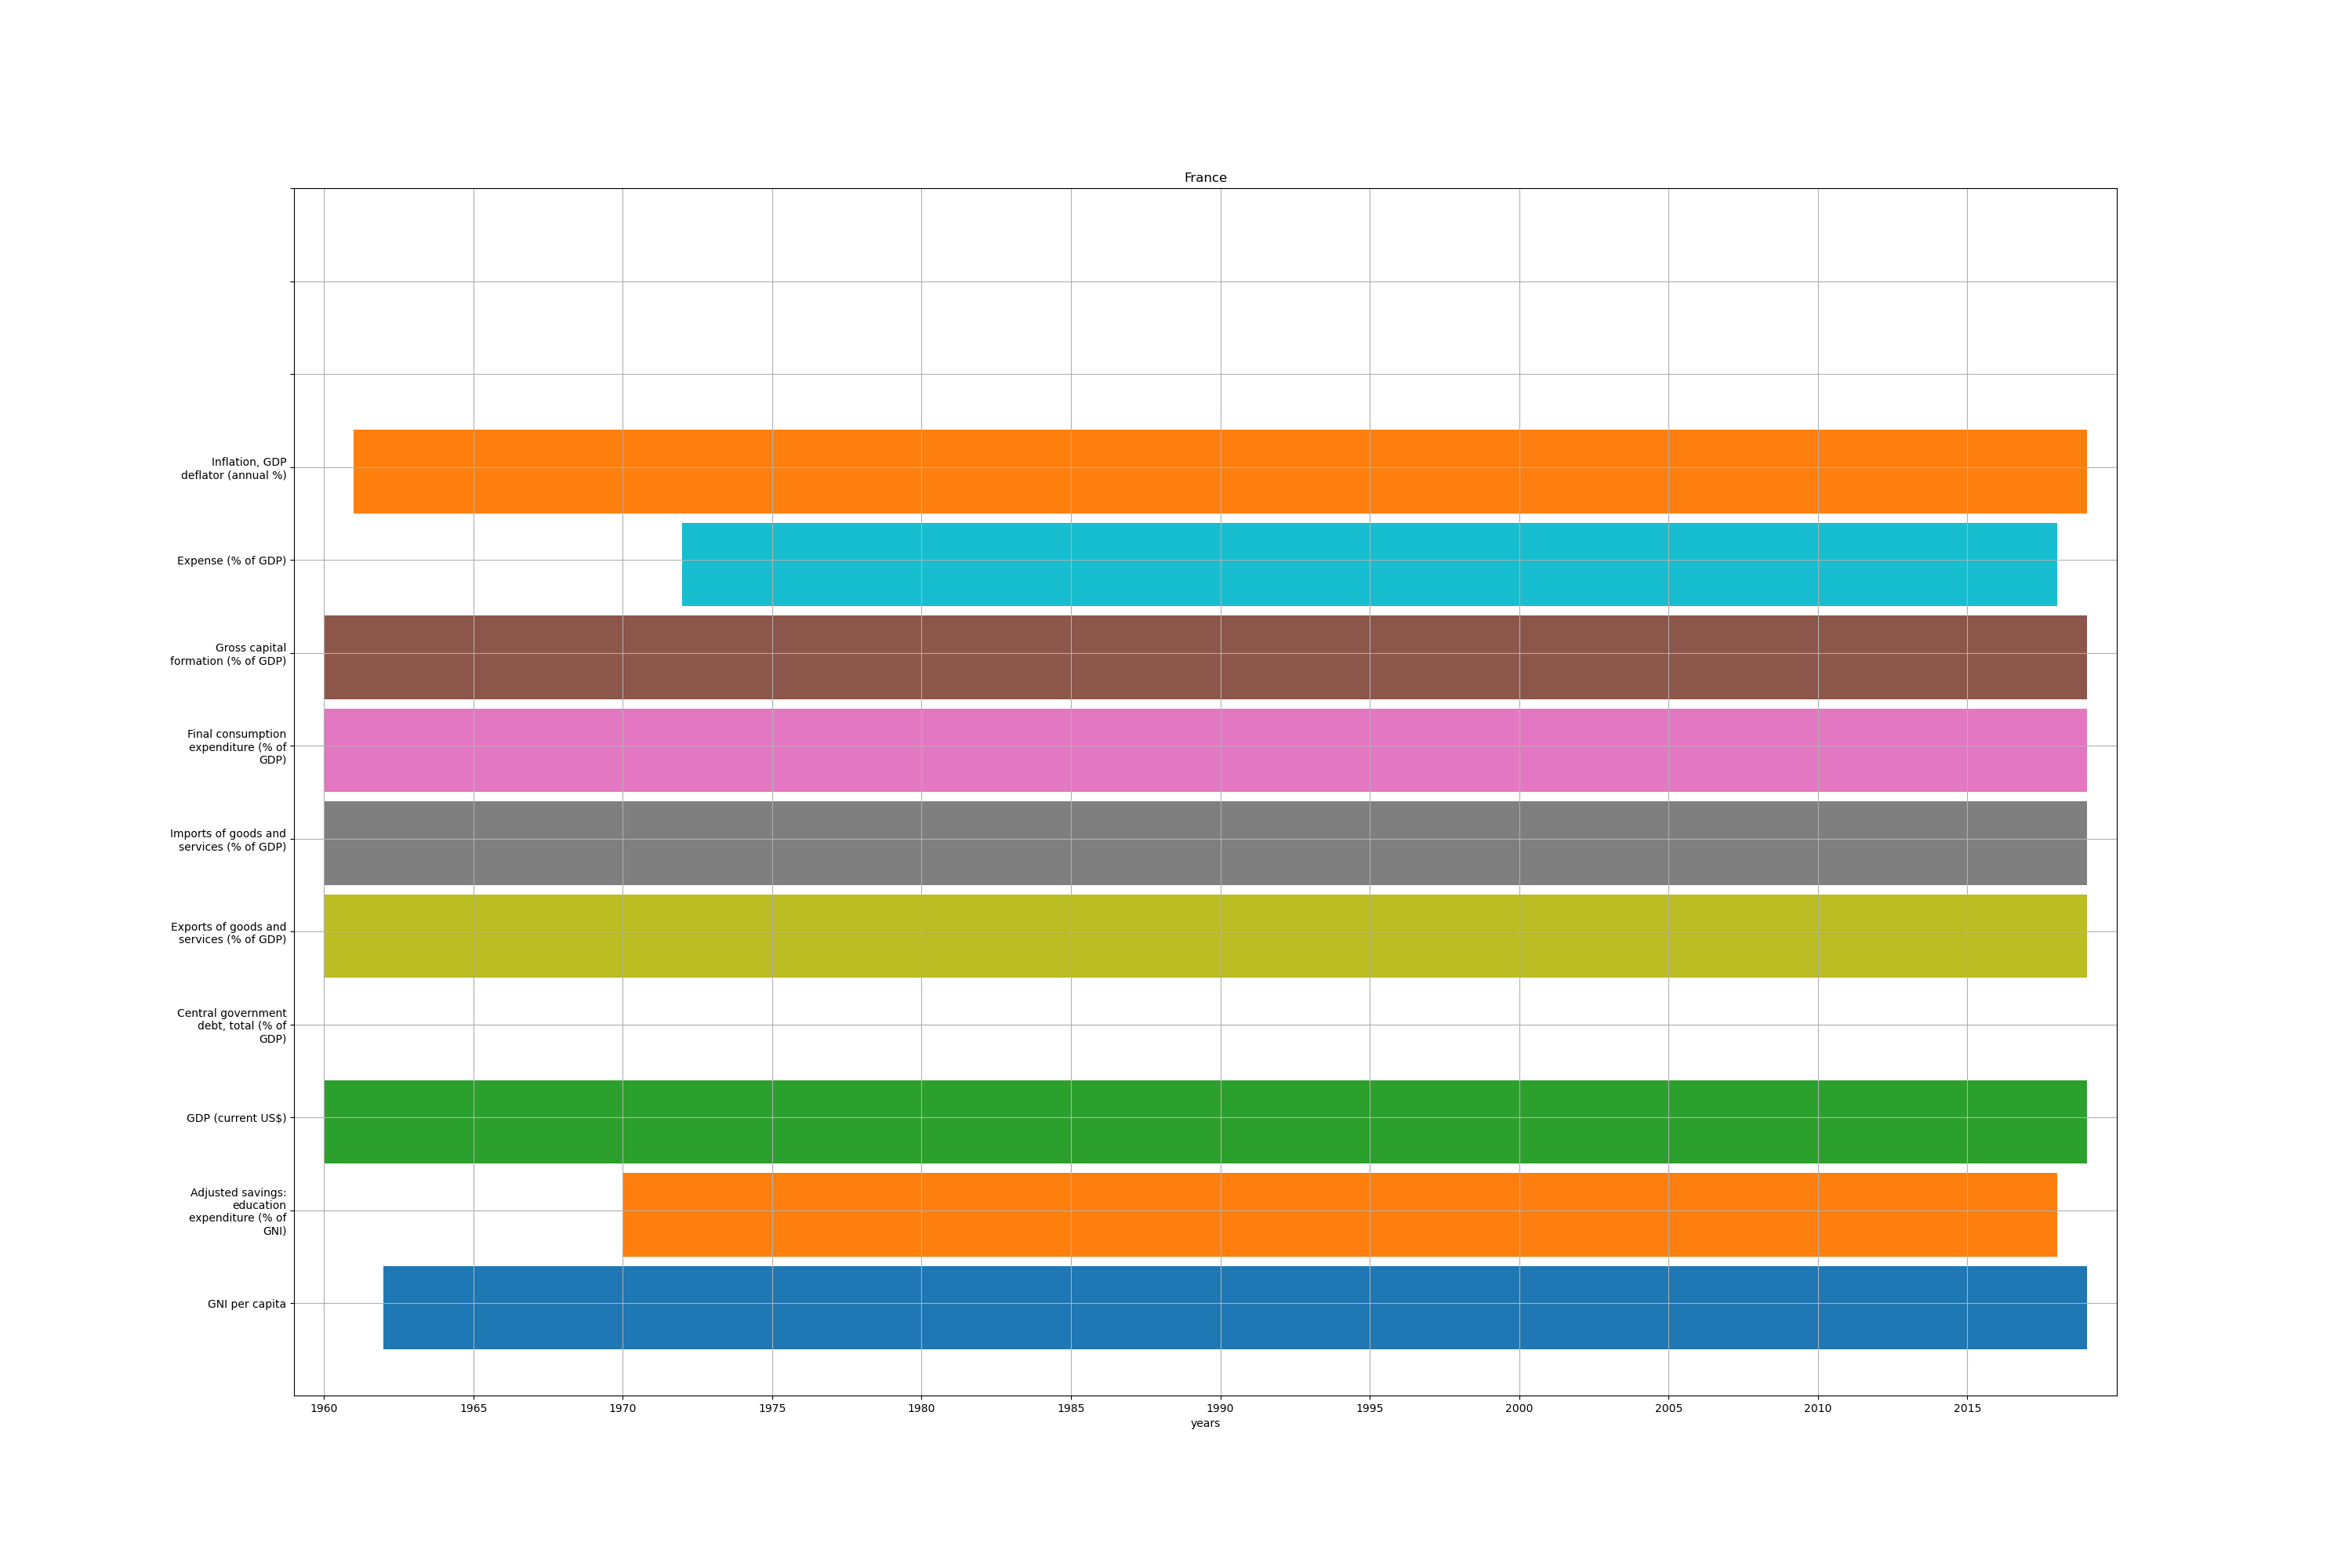 France
Inflation, GDP
deflator (annual %)
Expense (% of GDP)
Gross capital
formation (% of GDP)
Final consumption
expenditure (% of
GDP)
Imports of goods and
services (% of GDP)
Exports of goods and
services (% of GDP)
Central government
debt, total (% of
GDP)
GDP (current US$)
Adjusted savings:
education
expenditure (% of
GNI)
GNI per capita
1960 1965 1970 1975 1980 1985 1990 1995 2000 2005 2010 2015
years